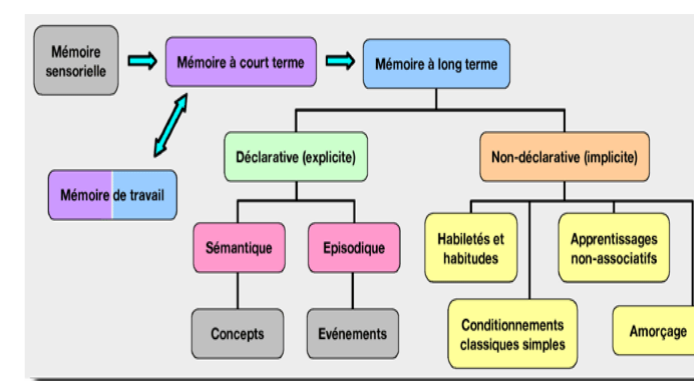 Mémoire
sensorielle
Mémoire à court terme
Mémoire à long terme
Déclarative (explicite)
Non-déclarative (implicite)
Mémoire de travail
Sémantique
Episodique
Habiletés et
habitudes
Apprentissages
non-associatifs
Concepts
Evénements
Conditionnements
classiques simples
Amorçage